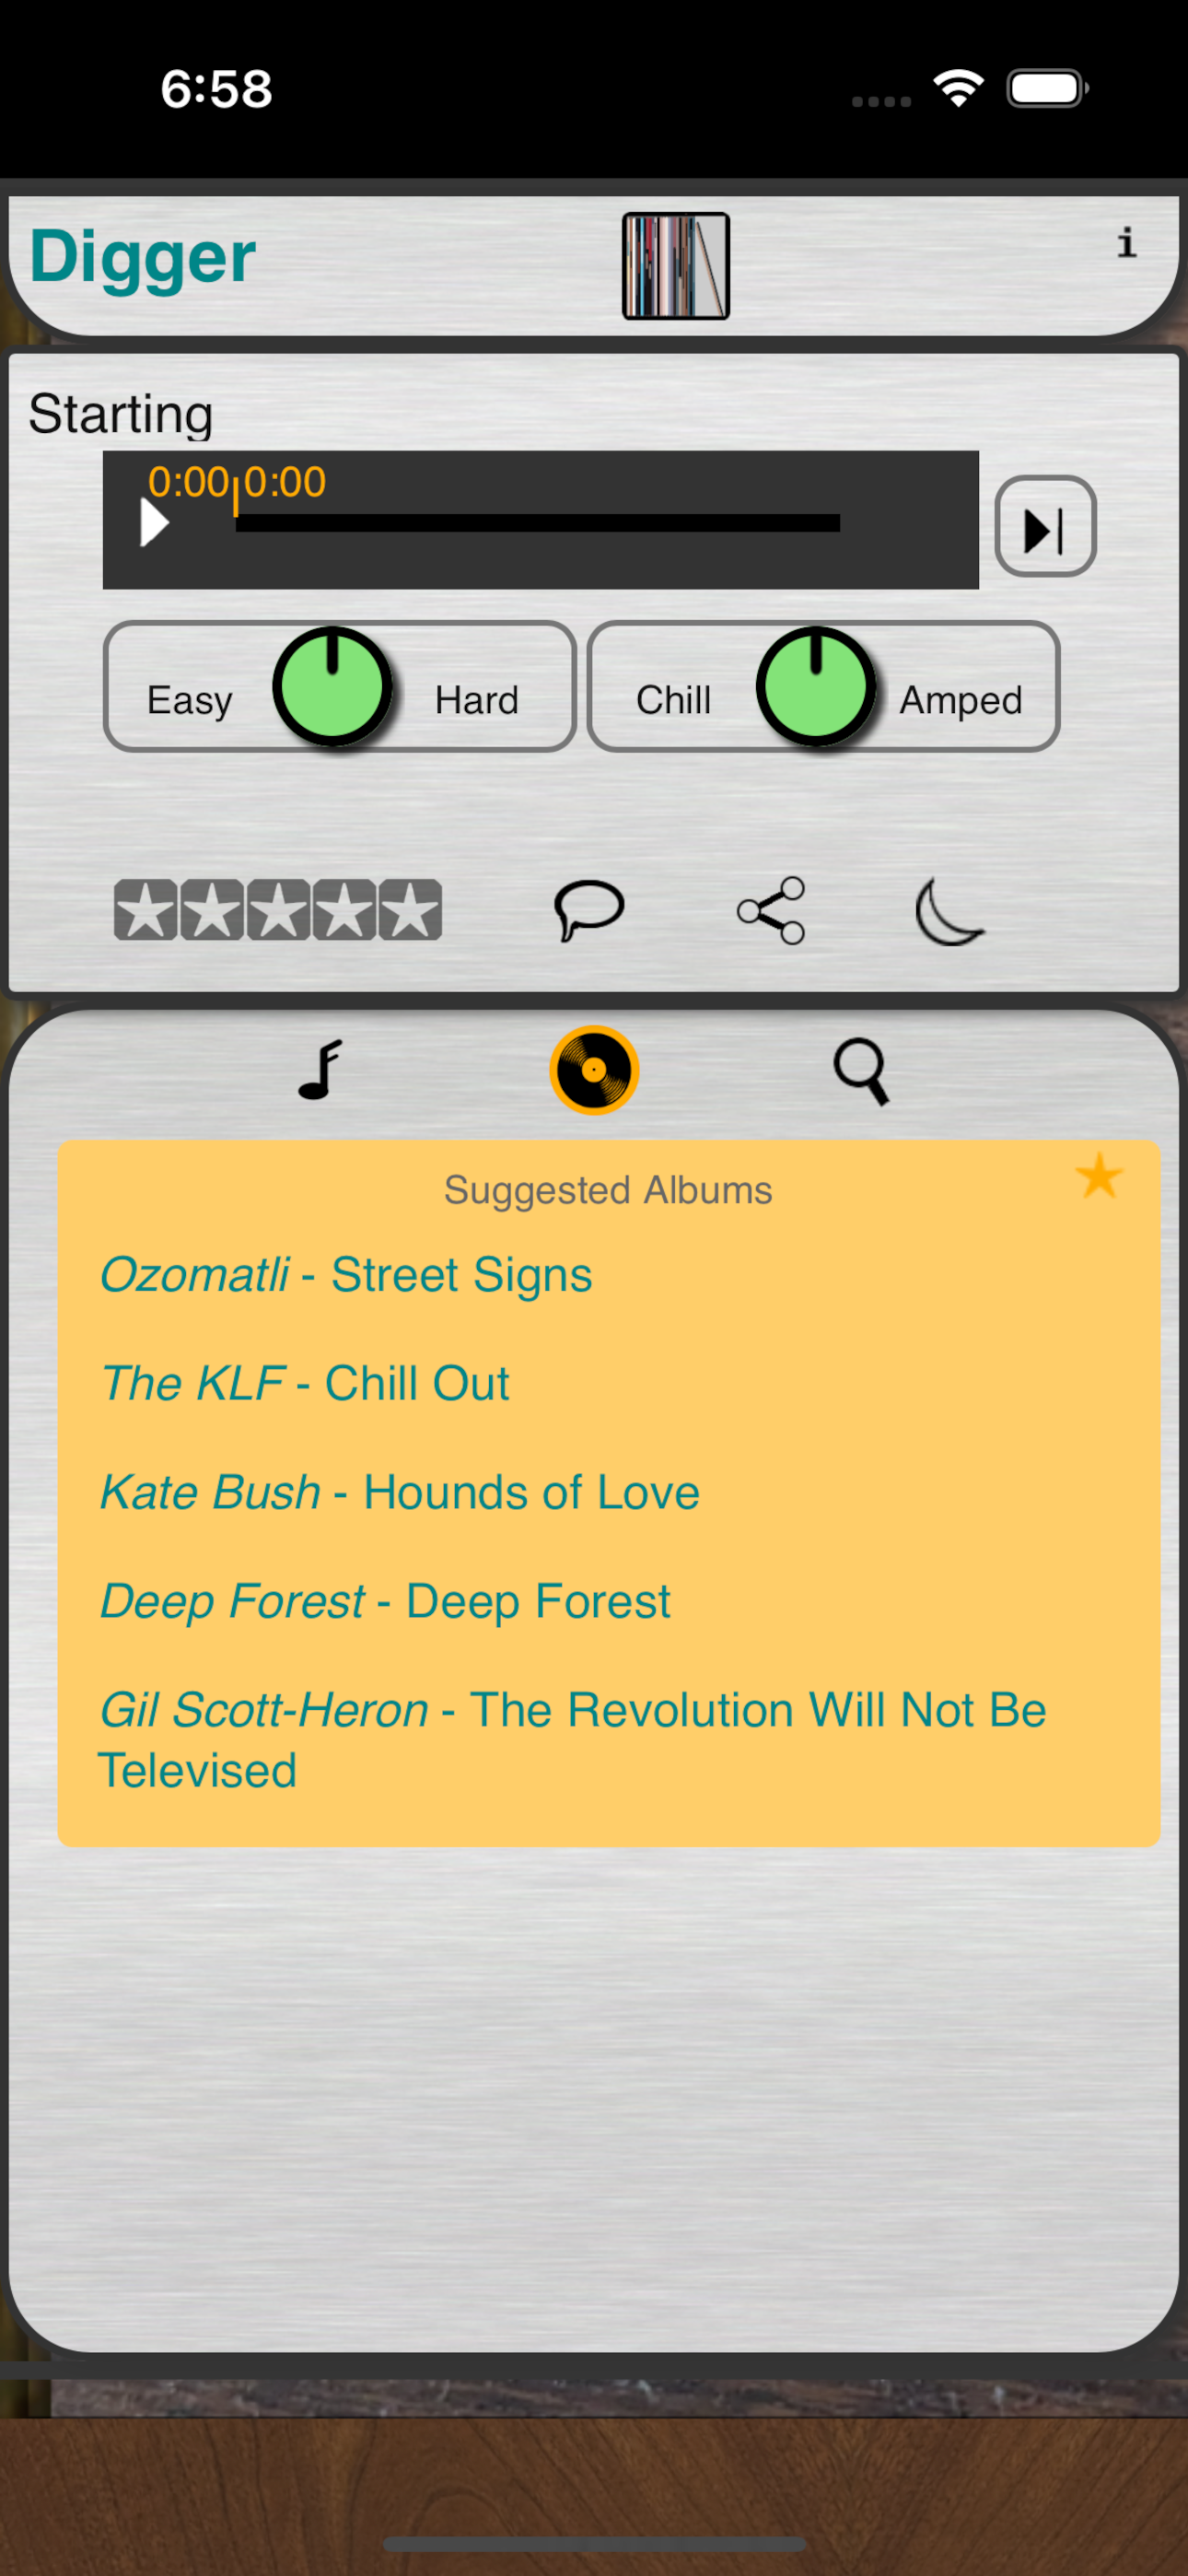 6:58
Digger
i
Starting
0:00 0:00
Easy Hard Chill Amped
Suggested Albums
Ozomatli - Street Signs
The KLF - Chill Out
Kate Bush - Hounds of Love
Deep Forest - Deep Forest
Gil Scott-Heron - The Revolution Will Not Be
Televised